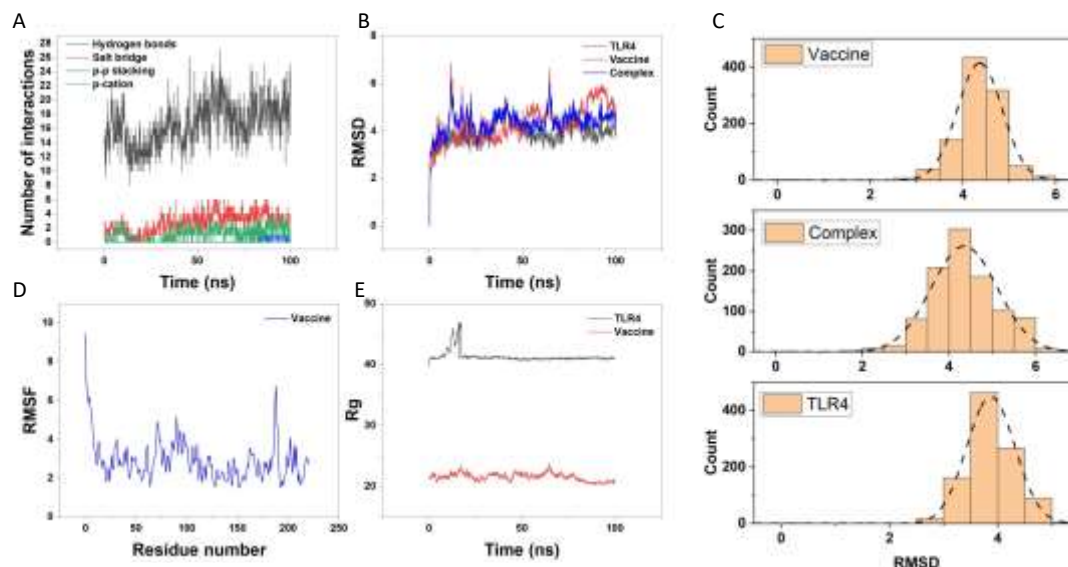 A
Hydrogen bonds
Salt bridge
p-p stacking
p-cation
28
26
24
22
20
18
16
14
12
10
8
6
4
2
0
Number of interactions
0
50
100
Time (ns)
B
TLR4
Vaccine
Complex
8
6
4
2
0
RMSD
0
50
100
Time (ns)
C
Vaccine
400
200
0
Count
0
2
4
6
Complex
300
200
100
0
Count
0
2
4
6
TLR4
400
200
0
Count
0
2
4
RMSD
D
Vaccine
10
8
6
4
2
0
RMSF
0
50
100
150
200
250
Residue number
E
TLR4
Vaccine
50
40
30
20
Rg
0
50
100
Time (ns)